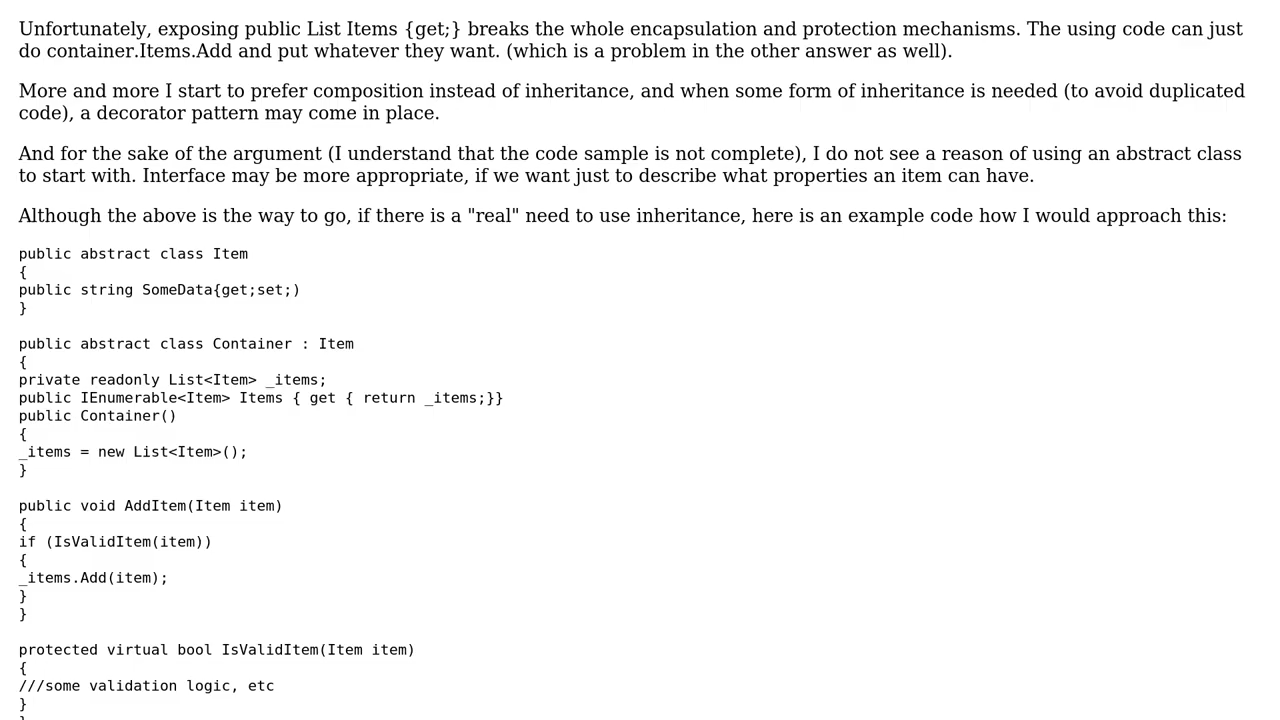 Unfortunately, exposing public List Items {get;} breaks the whole encapsulation and protection mechanisms. The using code can just
do container.Items.Add and put whatever they want. (which is a problem in the other answer as well).
More and more I start to prefer composition instead of inheritance, and when some form of inheritance is needed (to avoid duplicated
code), a decorator pattern may come in place.
And for the sake of the argument (I understand that the code sample is not complete), I do not see a reason of using an abstract class
to start with. Interface may be more appropriate, if we want just to describe what properties an item can have.
Although the above is the way to go, if there is a "real" need to use inheritance, here is an example code how I would approach this:
public abstract class Item
{
public string SomeData{get;set;)
}
public abstract class Container : Item
{
private readonly List<Item> _items;
public IEnumerable<Item> Items { get { return _items;}}
public Container()
{
_items = new List<Item>();
}
public void AddItem(Item item)
{
if (IsValidItem(item))
{
_items.Add(item);
}
}
protected virtual bool IsValidItem(Item item)
{
///some validation logic, etc
}
}